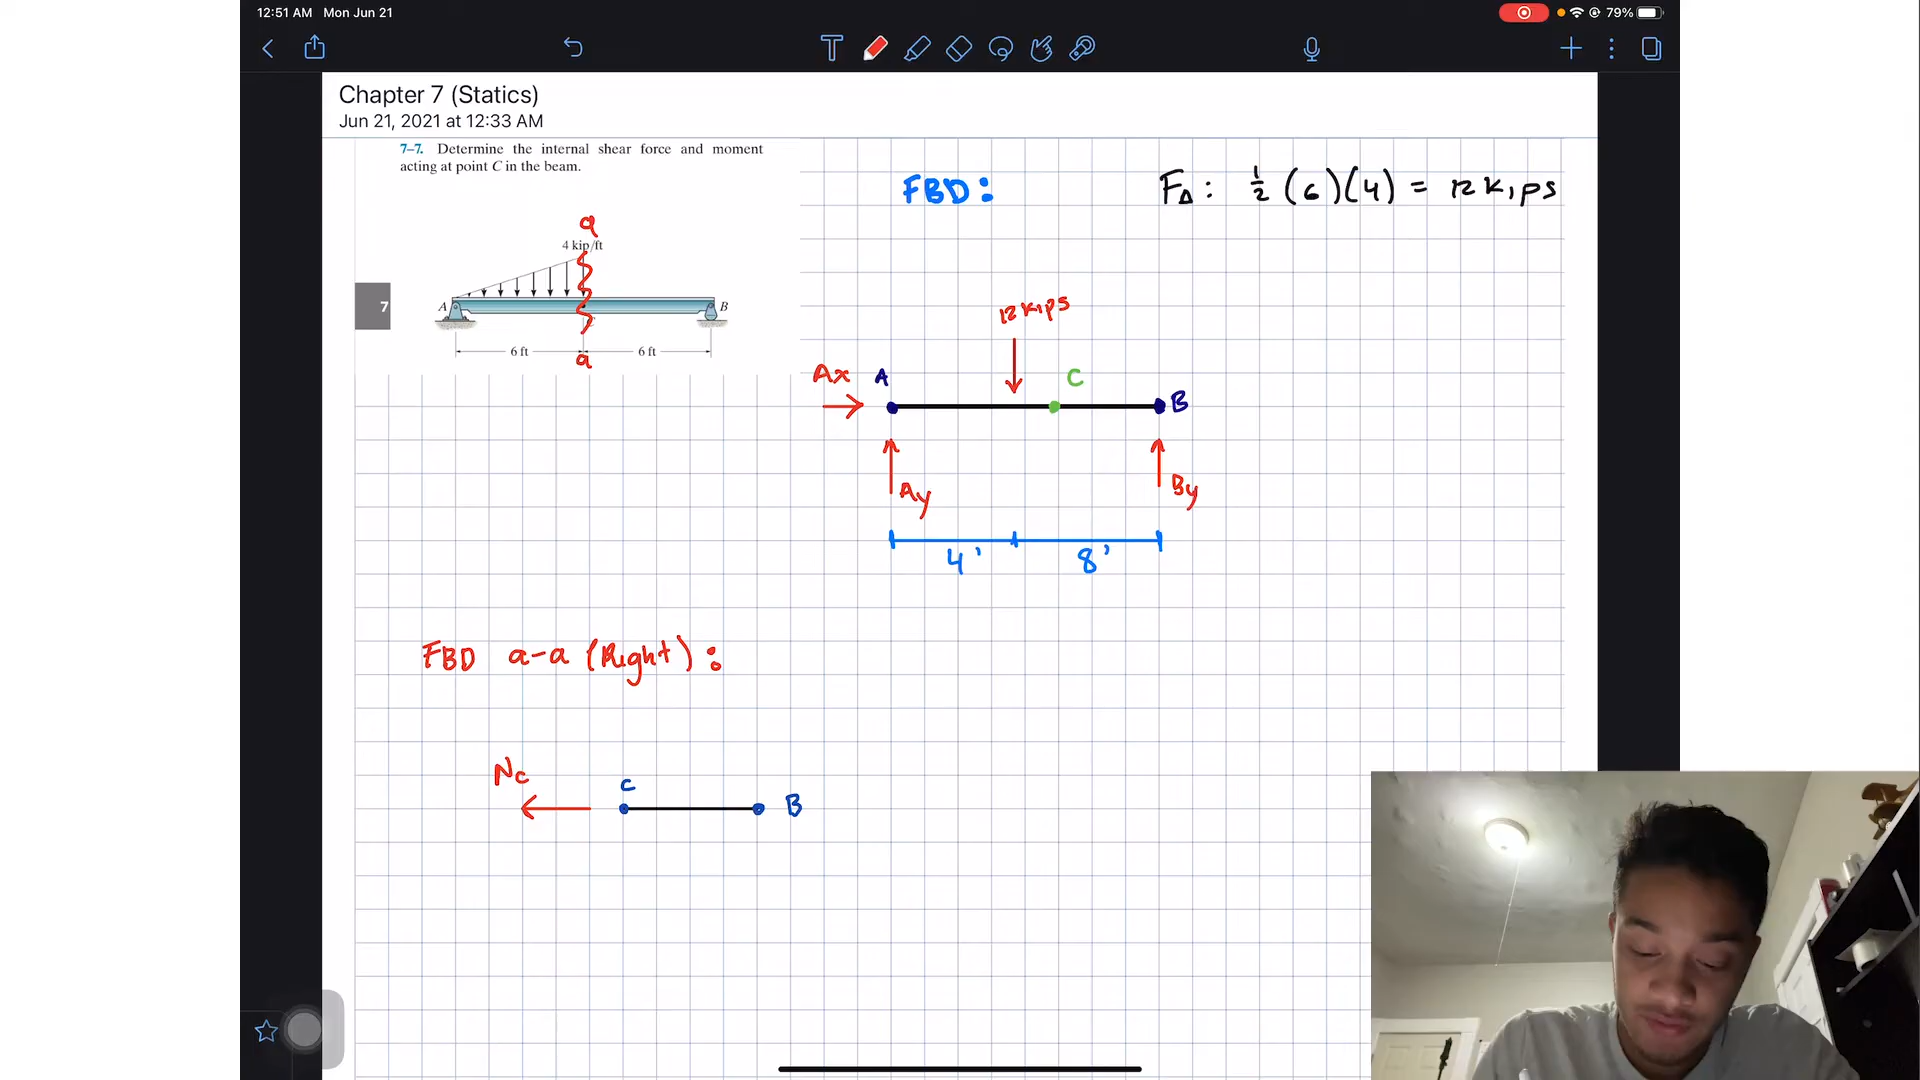 12:51 AM Mon Jun 21
79%
Chapter 7 (Statics)
Jun 21, 2021 at 12:33 AM
7–7. Determine the internal shear force and moment
acting at point C in the beam.
FBD:
F△: 1/2 (6)(4) = 12 kips
a
4 kip/ft
7
A
B
6 ft
6 ft
a
12 kips
Ax
A
C
B
Ay
By
4'
8'
FBD a-a (Right):
Nc
C
B